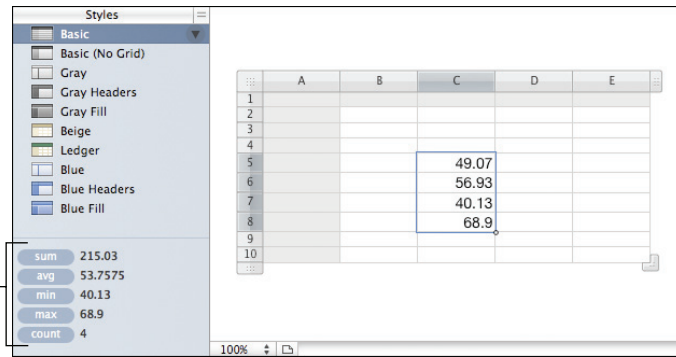 Styles
Basic
Basic (No Grid)
Gray
Gray Headers
Gray Fill
Beige
Ledger
Blue
Blue Headers
Blue Fill
sum 215.03
avg 53.7575
min 40.13
max 68.9
count 4
A B C D E
1
2
3
4
5 49.07
6 56.93
7 40.13
8 68.9
9
10
100%